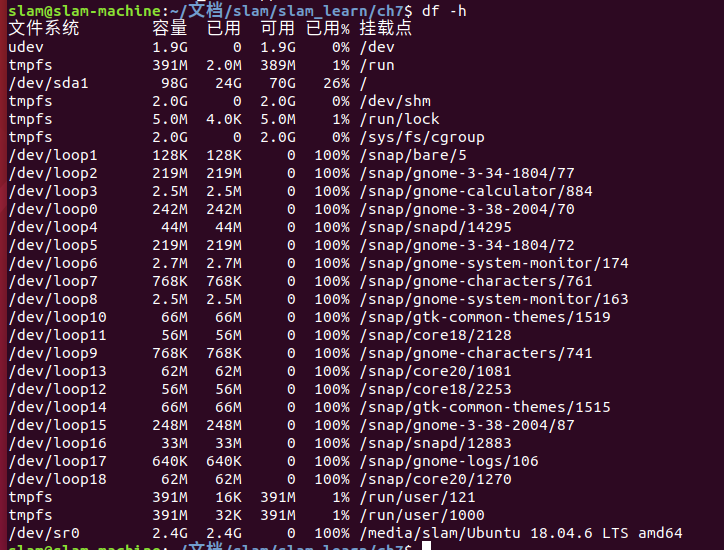 slam@slam-machine:~/文档/slam/slam_learn/ch7$ df -h
文件系统 容量 已用 可用 已用% 挂载点
udev 1.9G 0 1.9G 0% /dev
tmpfs 391M 2.0M 389M 1% /run
/dev/sda1 98G 24G 70G 26% /
tmpfs 2.0G 0 2.0G 0% /dev/shm
tmpfs 5.0M 4.0K 5.0M 1% /run/lock
tmpfs 2.0G 0 2.0G 0% /sys/fs/cgroup
/dev/loop1 128K 128K 0 100% /snap/bare/5
/dev/loop2 219M 219M 0 100% /snap/gnome-3-34-1804/77
/dev/loop3 2.5M 2.5M 0 100% /snap/gnome-calculator/884
/dev/loop0 242M 242M 0 100% /snap/gnome-3-38-2004/70
/dev/loop4 44M 44M 0 100% /snap/snapd/14295
/dev/loop5 219M 219M 0 100% /snap/gnome-3-34-1804/72
/dev/loop6 2.7M 2.7M 0 100% /snap/gnome-system-monitor/174
/dev/loop7 768K 768K 0 100% /snap/gnome-characters/761
/dev/loop8 2.5M 2.5M 0 100% /snap/gnome-system-monitor/163
/dev/loop10 66M 66M 0 100% /snap/gtk-common-themes/1519
/dev/loop11 56M 56M 0 100% /snap/core18/2128
/dev/loop9 768K 768K 0 100% /snap/gnome-characters/741
/dev/loop13 62M 62M 0 100% /snap/core20/1081
/dev/loop12 56M 56M 0 100% /snap/core18/2253
/dev/loop14 66M 66M 0 100% /snap/gtk-common-themes/1515
/dev/loop15 248M 248M 0 100% /snap/gnome-3-38-2004/87
/dev/loop16 33M 33M 0 100% /snap/snapd/12883
/dev/loop17 640K 640K 0 100% /snap/gnome-logs/106
/dev/loop18 62M 62M 0 100% /snap/core20/1270
tmpfs 391M 16K 391M 1% /run/user/121
tmpfs 391M 32K 391M 1% /run/user/1000
/dev/sr0 2.4G 2.4G 0 100% /media/slam/Ubuntu 18.04.6 LTS amd64
slam@slam-machine:~/文档/slam/slam_learn/ch7$